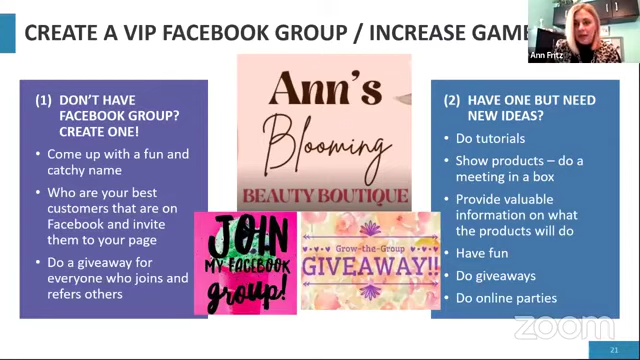 CREATE A VIP FACEBOOK GROUP / INCREASE GAME
Ann Fritz
(1) DON'T HAVE
FACEBOOK GROUP?
CREATE ONE!
• Come up with a fun and
catchy name
• Who are your best
customers that are on
Facebook and invite
them to your page
• Do a giveaway for
everyone who joins and
refers others
Ann's
Blooming
BEAUTY BOUTIQUE
JOIN
MY FACEBOOK
group!
Grow-the-Group
GIVEAWAY!!
(2) HAVE ONE BUT NEED
NEW IDEAS?
• Do tutorials
• Show products – do a
meeting in a box
• Provide valuable
information on what
the products will do
• Have fun
• Do giveaways
• Do online parties
zoom
21